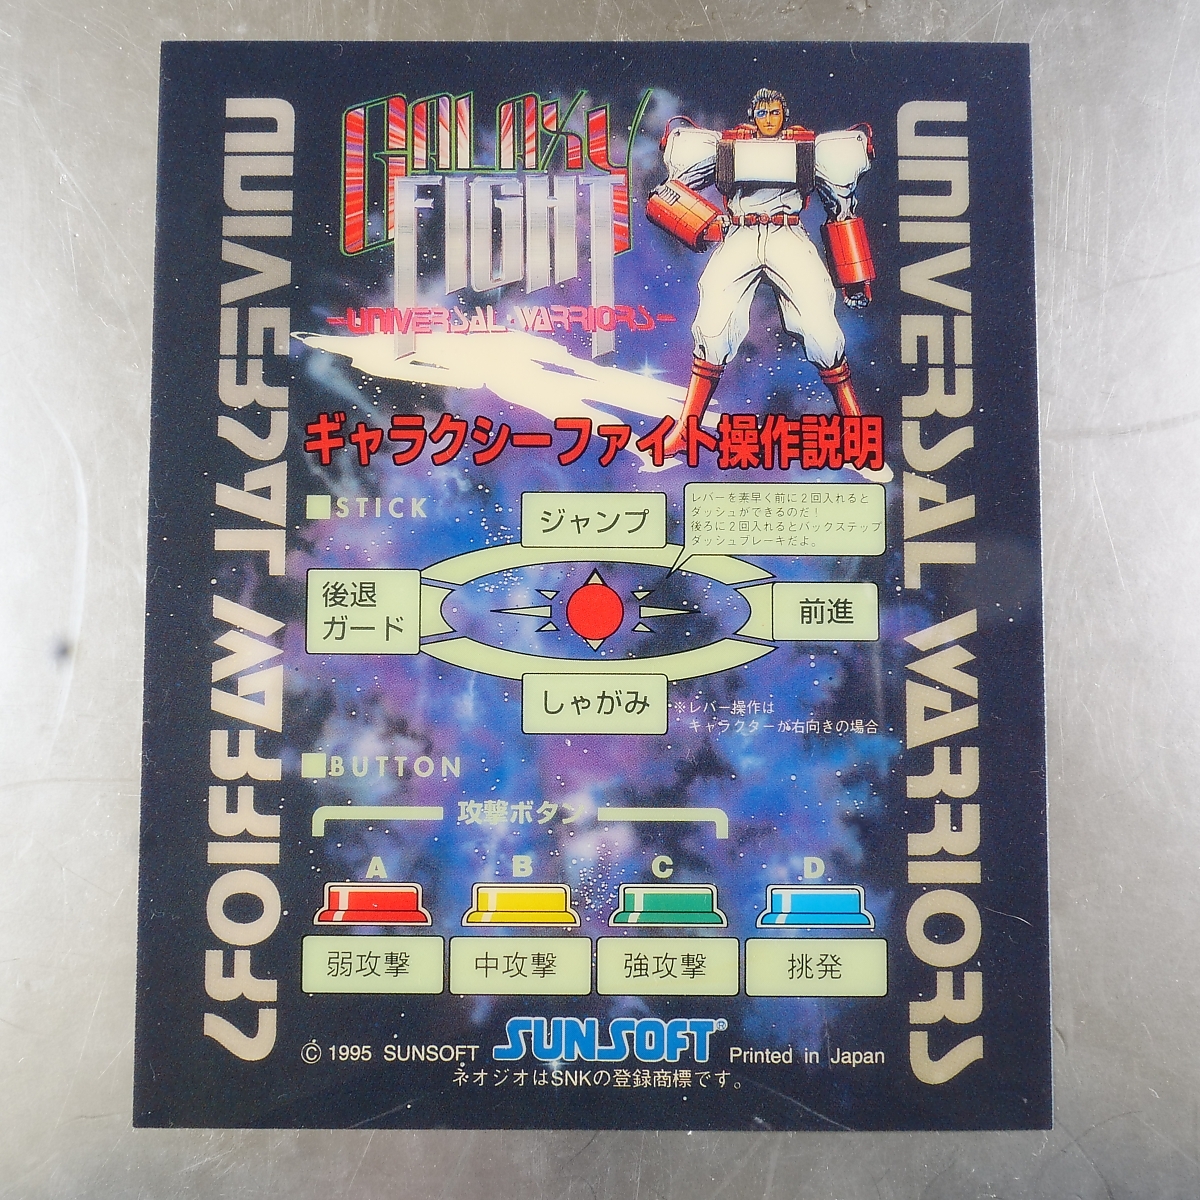 GALAXY
FIGHT
-UNIVERSAL・WARRIORS-
UNIVERSAL WARRIORS
UNIVERSAL WARRIORS
ギャラクシーファイト操作説明
■STICK
ジャンプ
レバーを素早く前に2回入れると
ダッシュができるのだ!
後ろに2回入れるとバックステップ
ダッシュブレーキだよ。
後退
ガード
前進
しゃがみ
※レバー操作は
キャラクターが右向きの場合
■BUTTON
攻撃ボタン
A B C D
弱攻撃 中攻撃 強攻撃 挑発
© 1995 SUNSOFT SUNSOFT® Printed in Japan
ネオジオはSNKの登録商標です。